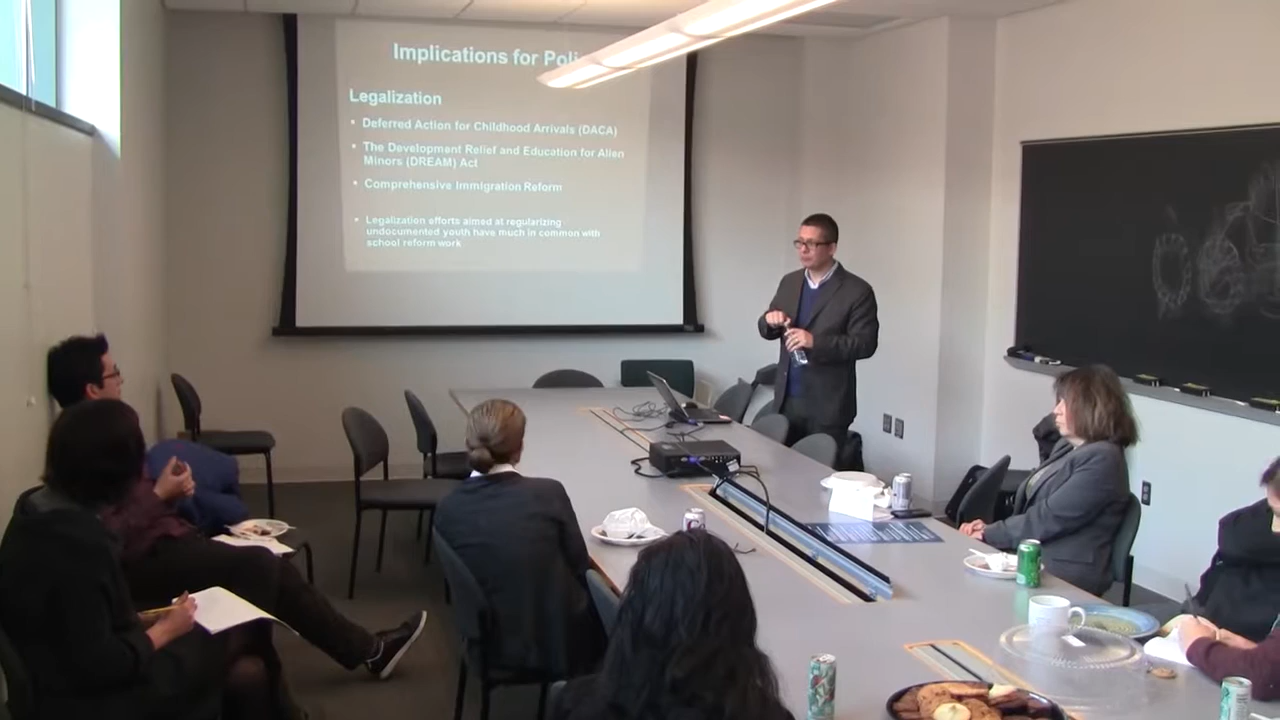 Implications for Poli
Legalization
• Deferred Action for Childhood Arrivals (DACA)
• The Development Relief and Education for Alien
Minors (DREAM) Act
• Comprehensive Immigration Reform
• Legalization efforts aimed at regularizing
undocumented youth have much in common with
school reform work